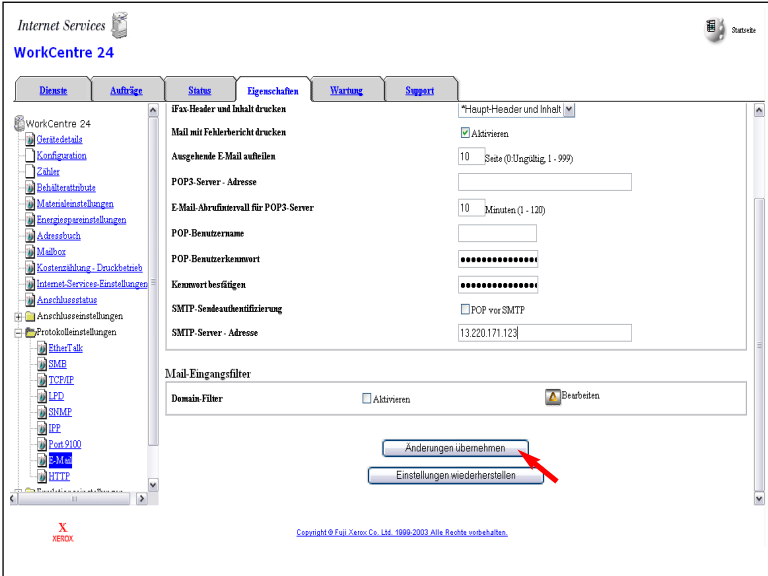 Internet Services
Startseite
WorkCentre 24
Dienste
Aufträge
Status
Eigenschaften
Wartung
Support
WorkCentre 24
Gerätedetails
Konfiguration
Zähler
Behälterattribute
Materialeinstellungen
Energiespareinstellungen
Adressbuch
Mailbox
Kostenzählung - Druckbetrieb
Internet-Services-Einstellungen
Anschlussstatus
Anschlusseinstellungen
Protokolleinstellungen
EtherTalk
SMB
TCP/IP
LPD
SNMP
IPP
Port 9100
E-Mail
HTTP
iFax-Header und Inhalt drucken
*Haupt-Header und Inhalt
Mail mit Fehlerbericht drucken
Aktivieren
Ausgehende E-Mail aufteilen
10 Seite (0:Ungültig, 1 - 999)
POP3-Server - Adresse
E-Mail-Abrufintervall für POP3-Server
10 Minuten (1 - 120)
POP-Benutzername
POP-Benutzerkennwort
Kennwort bestätigen
SMTP-Sendeauthentifizierung
POP vor SMTP
SMTP-Server - Adresse
13.220.171.123
Mail-Eingangsfilter
Domain-Filter
Aktivieren
Bearbeiten
Änderungen übernehmen
Einstellungen wiederherstellen
X
XEROX
Copyright © Fuji Xerox Co. Ltd. 1999-2003 Alle Rechte vorbehalten.